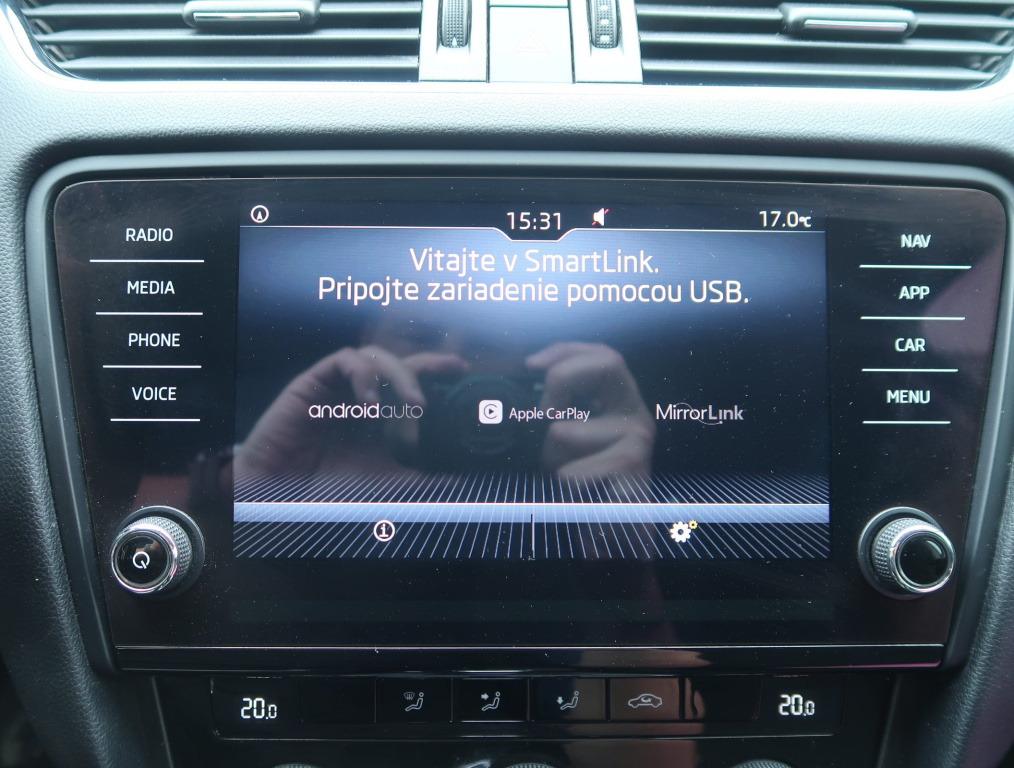 15:31
17.0°C
Vitajte v SmartLink.
Pripojte zariadenie pomocou USB.
androidauto
Apple CarPlay
MirrorLink
RADIO
MEDIA
PHONE
VOICE
NAV
APP
CAR
MENU
20.0
20.0